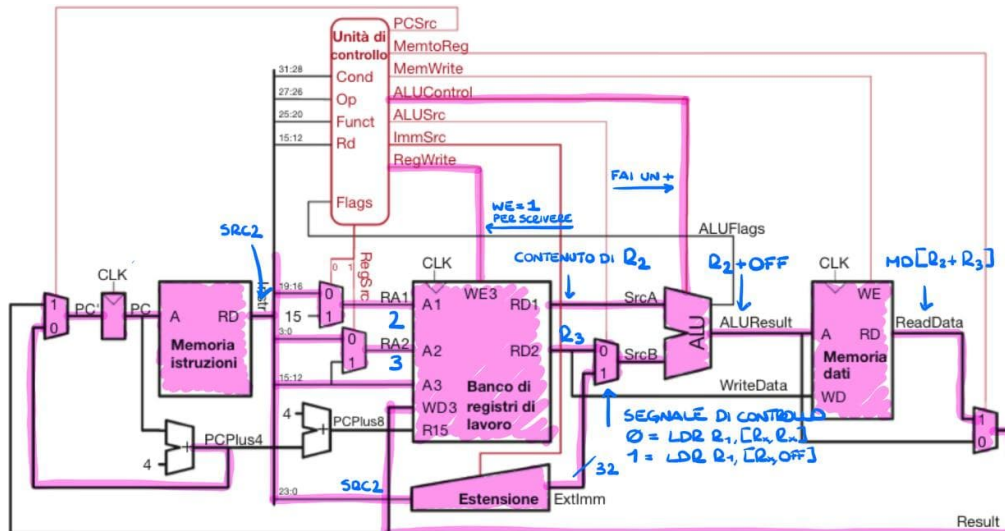 PCSrc
Unità di
controllo
MemtoReg
MemWrite
31:28
Cond
ALUControl
27:26
Op
ALUSrc
25:20
Funct
ImmSrc
15:12
Rd
RegWrite
FAI UN +
WE=1
PER SCRIVERE
Flags
ALUFlags
SRC2
RegSrc
0 1
CLK
CONTENUTO DI R2
R2+OFF
CLK
MD[R2+R3]
CLK
Instr
19:16
0
RA1
A1
WE3
RD1
SrcA
WE
1
0
PC'
PC
A
RD
15
1
2
ALU
ALUResult
A
RD
ReadData
Memoria
istruzioni
3:0
0
1
RA2
3
A2
RD2
R3
0
1
SrcB
Memoria
dati
15:12
A3
Banco di
registri di
lavoro
WriteData
WD
WD3
4
PCPlus8
R15
SEGNALE DI CONTROLLO
0 = LDR R1, [Rx, Rx]
1 = LDR R1, [Rx, OFF]
1
0
PCPlus4
4
32
SRC2
23:0
Estensione
ExtImm
Result